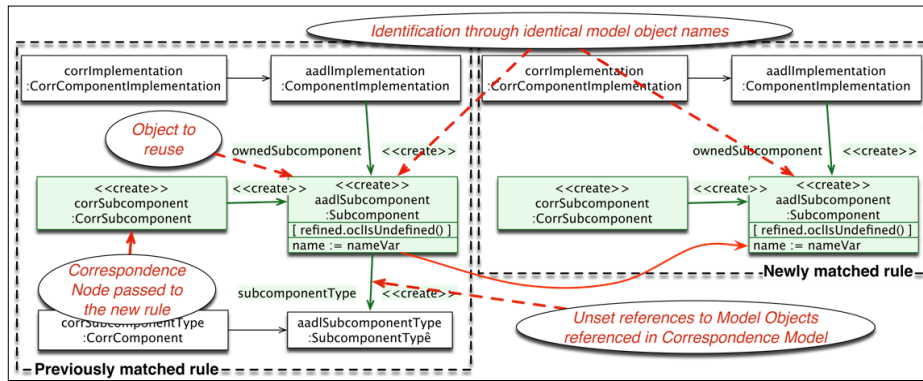 Identification through identical model object names
corrImplementation
:CorrComponentImplementation
aadlImplementation
:ComponentImplementation
corrImplementation
:CorrComponentImplementation
aadlImplementation
:ComponentImplementation
Object to
reuse
ownedSubcomponent
<<create>>
ownedSubcomponent
<<create>>
<<create>>
corrSubcomponent
:CorrSubcomponent
<<create>>
<<create>>
aadlSubcomponent
:Subcomponent
[ refined.oclIsUndefined() ]
name := nameVar
<<create>>
corrSubcomponent
:CorrSubcomponent
<<create>>
<<create>>
aadlSubcomponent
:Subcomponent
[ refined.oclIsUndefined() ]
name := nameVar
Newly matched rule
Correspondence
Node passed to
the new rule
subcomponentType
<<create>>
corrSubcomponentType
:CorrComponent
aadlSubcomponentType
:SubcomponentType
Unset references to Model Objects
referenced in Correspondence Model
Previously matched rule